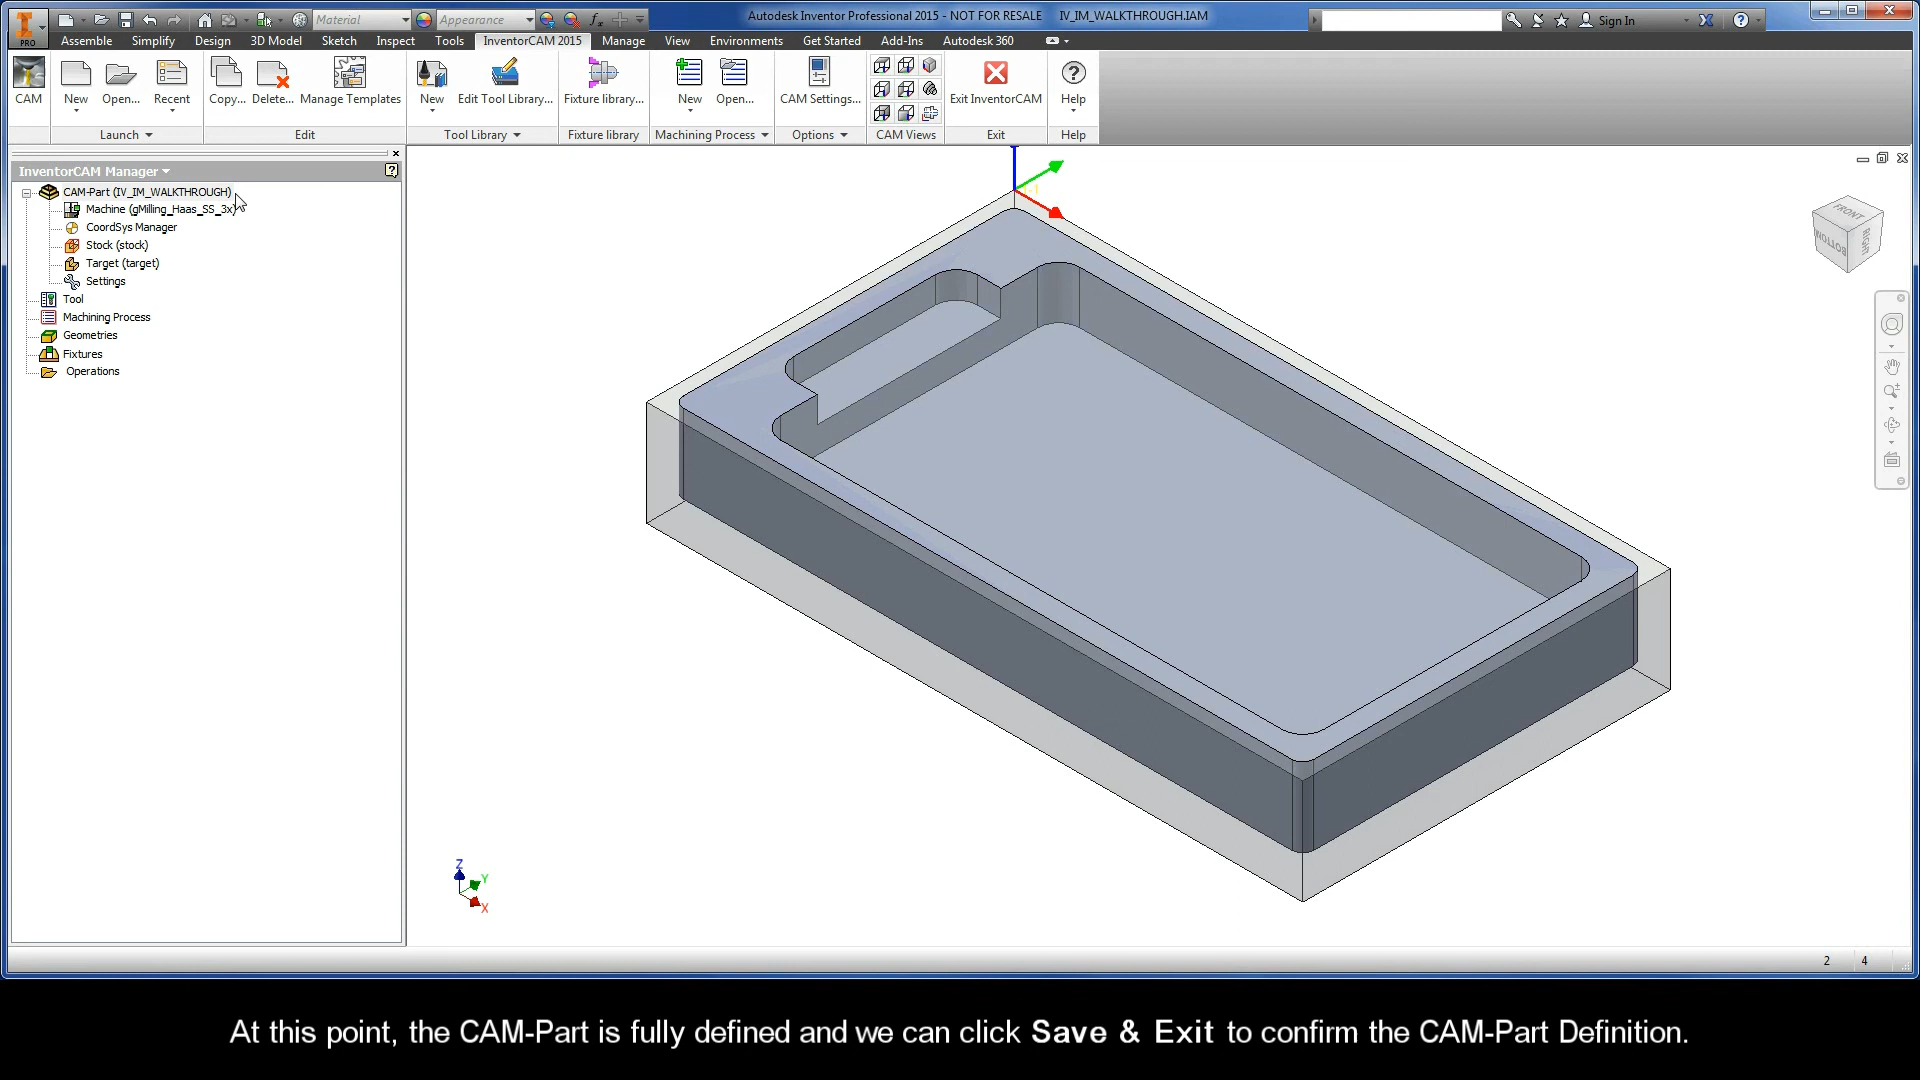 Material Appearance fx
Autodesk Inventor Professional 2015 - NOT FOR RESALE IV_IM_WALKTHROUGH.IAM
Sign In
PRO
Assemble Simplify Design 3D Model Sketch Inspect Tools InventorCAM 2015 Manage View Environments Get Started Add-Ins Autodesk 360
CAM New Open... Recent Copy... Delete... Manage Templates New Edit Tool Library... Fixture library... New Open... CAM Settings... Exit InventorCAM Help
Launch Edit Tool Library Fixture library Machining Process Options CAM Views Exit Help
InventorCAM Manager
CAM-Part (IV_IM_WALKTHROUGH)
Machine (gMilling_Haas_SS_3x)
CoordSys Manager
Stock (stock)
Target (target)
Settings
Tool
Machining Process
Geometries
Fixtures
Operations
FRONT
BOTTOM
RIGHT
Z
Y
X
2 4
At this point, the CAM-Part is fully defined and we can click Save & Exit to confirm the CAM-Part Definition.